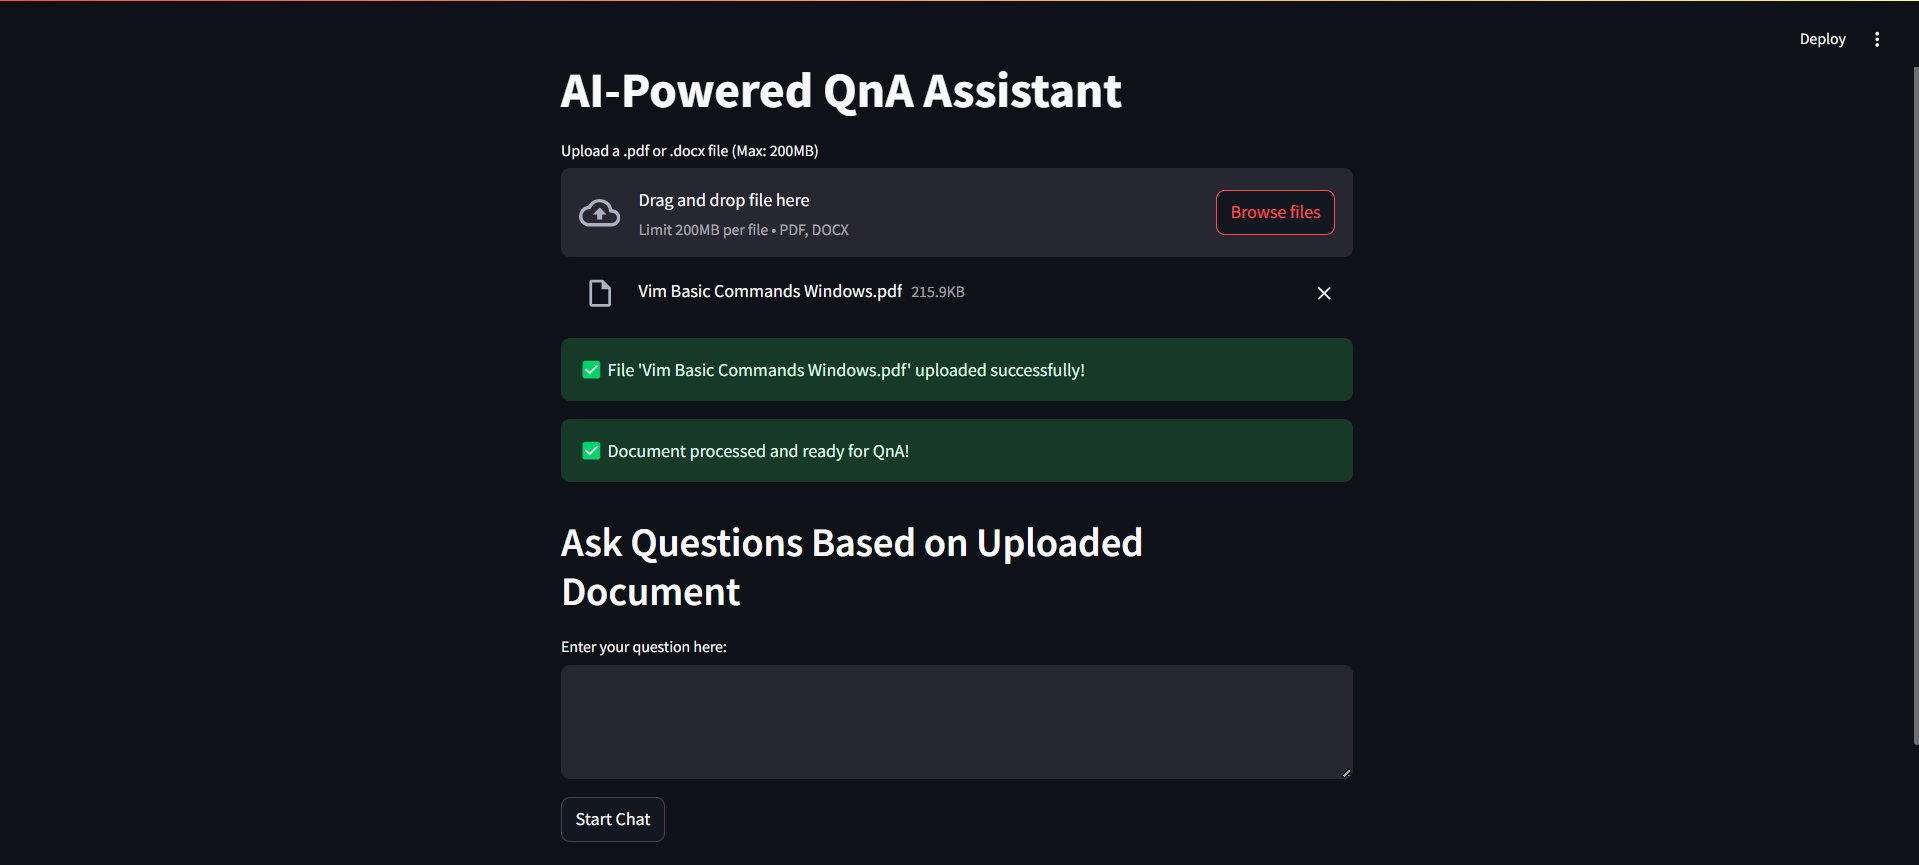 Deploy
AI-Powered QnA Assistant
Upload a .pdf or .docx file (Max: 200MB)
Drag and drop file here
Limit 200MB per file • PDF, DOCX
Browse files
Vim Basic Commands Windows.pdf 215.9KB
File 'Vim Basic Commands Windows.pdf' uploaded successfully!
Document processed and ready for QnA!
Ask Questions Based on Uploaded
Document
Enter your question here:
Start Chat